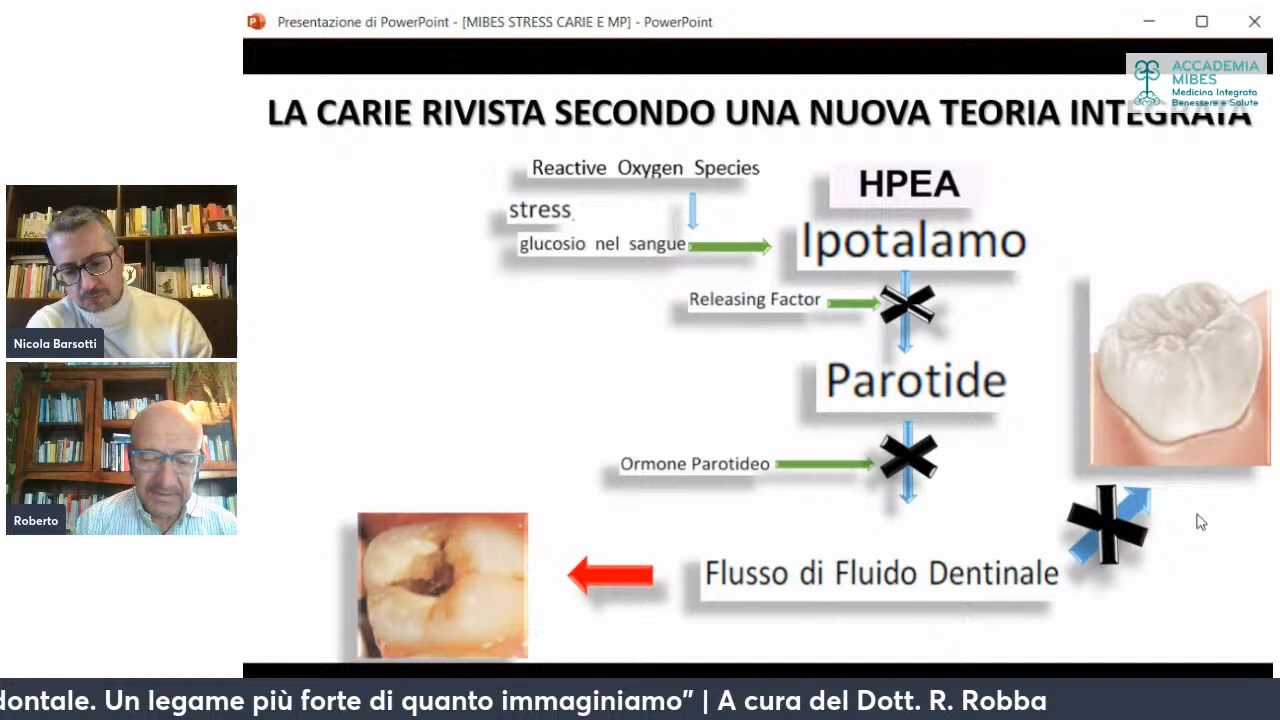 Presentazione di PowerPoint - [MIBES STRESS CARIE E MP] - PowerPoint
ACCADEMIA
MIBES
Medicina Integrata
Benessere e Salute
LA CARIE RIVISTA SECONDO UNA NUOVA TEORIA INTEGRATA
Reactive Oxygen Species
HPEA
stress
glucosio nel sangue
Ipotalamo
Releasing Factor
Parotide
Ormone Parotideo
Flusso di Fluido Dentinale
Nicola Barsotti
Roberto
dontale. Un legame più forte di quanto immaginiamo" | A cura del Dott. R. Robba